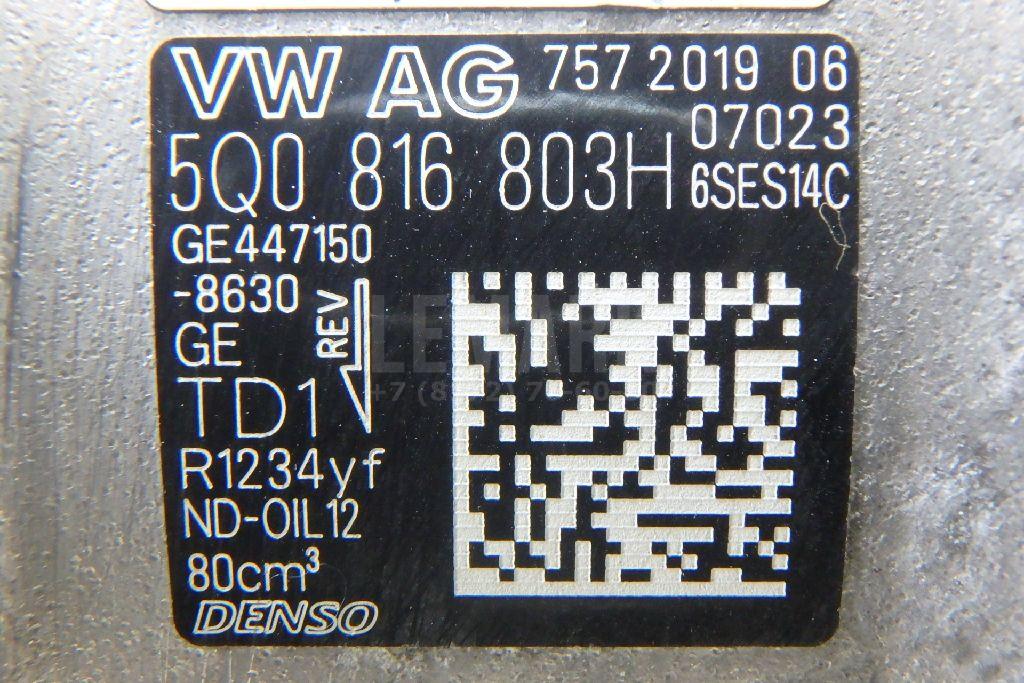 VW AG 757 2019 06
07023
5Q0 816 803H 6SES14C
GE447150
-8630
REV
GE
TD1
R1234yf
ND-OIL12
80cm³
DENSO